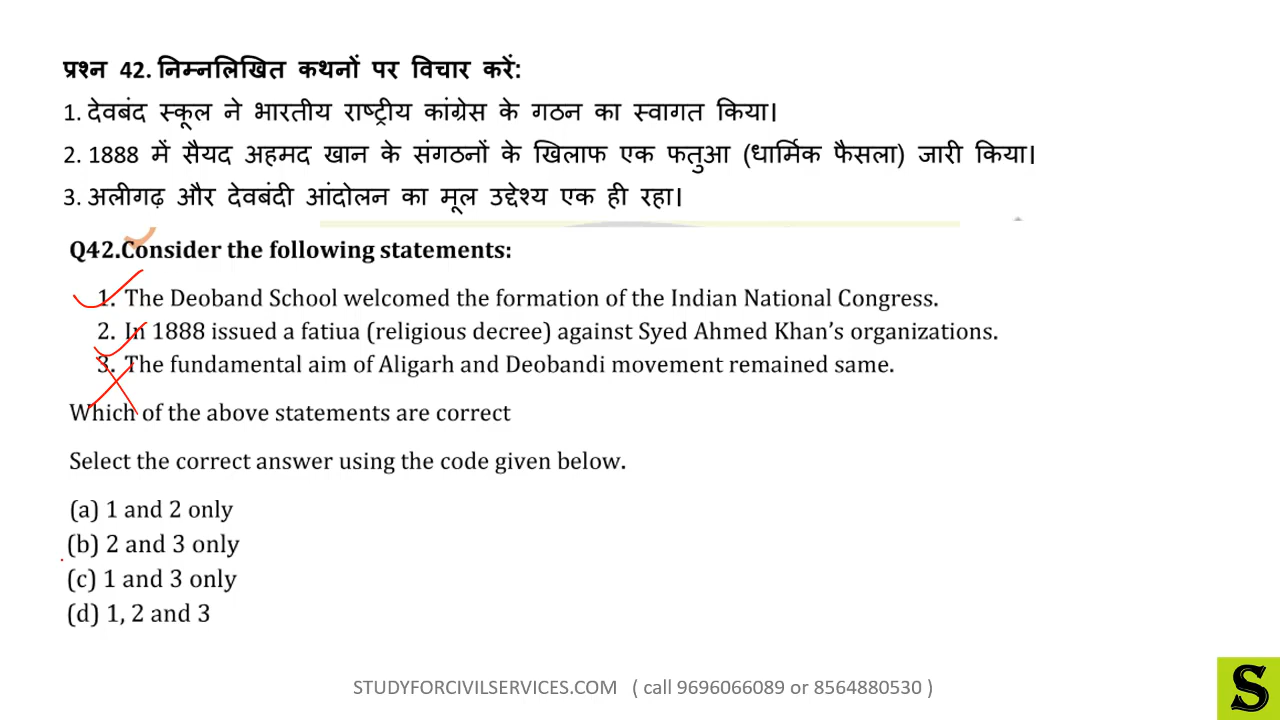 प्रश्न 42. निम्नलिखित कथनों पर विचार करें:
1. देवबंद स्कूल ने भारतीय राष्ट्रीय कांग्रेस के गठन का स्वागत किया।
2. 1888 में सैयद अहमद खान के संगठनों के खिलाफ एक फतुआ (धार्मिक फैसला) जारी किया।
3. अलीगढ़ और देवबंदी आंदोलन का मूल उद्देश्य एक ही रहा।
Q42.Consider the following statements:
1. The Deoband School welcomed the formation of the Indian National Congress.
2. In 1888 issued a fatiua (religious decree) against Syed Ahmed Khan’s organizations.
3. The fundamental aim of Aligarh and Deobandi movement remained same.
Which of the above statements are correct
Select the correct answer using the code given below.
(a) 1 and 2 only
(b) 2 and 3 only
(c) 1 and 3 only
(d) 1, 2 and 3
STUDYFORCIVILSERVICES.COM ( call 9696066089 or 8564880530 )
S